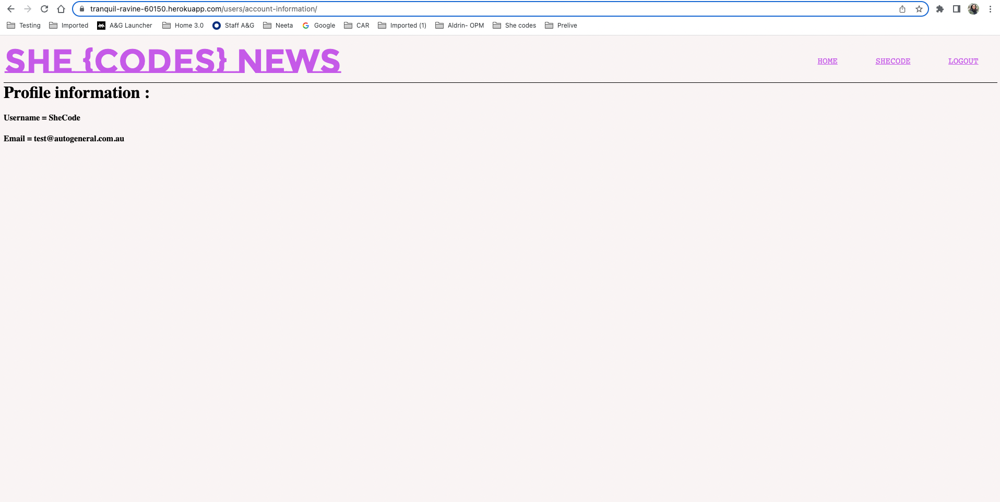 tranquil-ravine-60150.herokuapp.com/users/account-information/
Testing Imported A&G Launcher Home 3.0 Staff A&G Neeta Google CAR Imported (1) Aldrin- OPM She codes Prelive
SHE {CODES} NEWS HOME SHECODE LOGOUT
Profile information :
Username = SheCode
Email = test@autogeneral.com.au